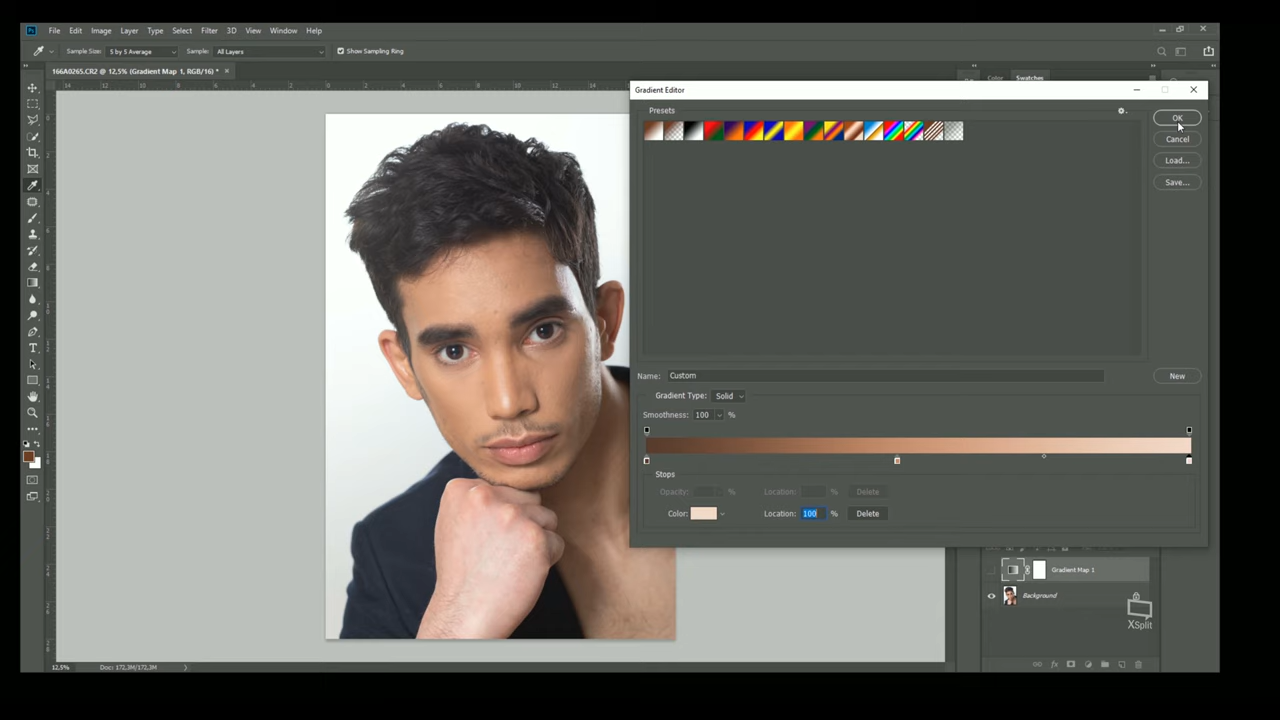 File Edit Image Layer Type Select Filter 3D View Window Help
Sample Size: 5 by 5 Average Sample: All Layers Show Sampling Ring
166A0265.CR2 @ 12,5% (Gradient Map 1, RGB/16) *
Color Swatches
Gradient Editor
Presets
OK
Cancel
Load...
Save...
Name: Custom
New
Gradient Type: Solid
Smoothness: 100 %
Stops
Opacity: % Location: % Delete
Color: Location: 100 % Delete
Gradient Map 1
Background
XSplit
12,5% Doc: 172,3M/172,3M